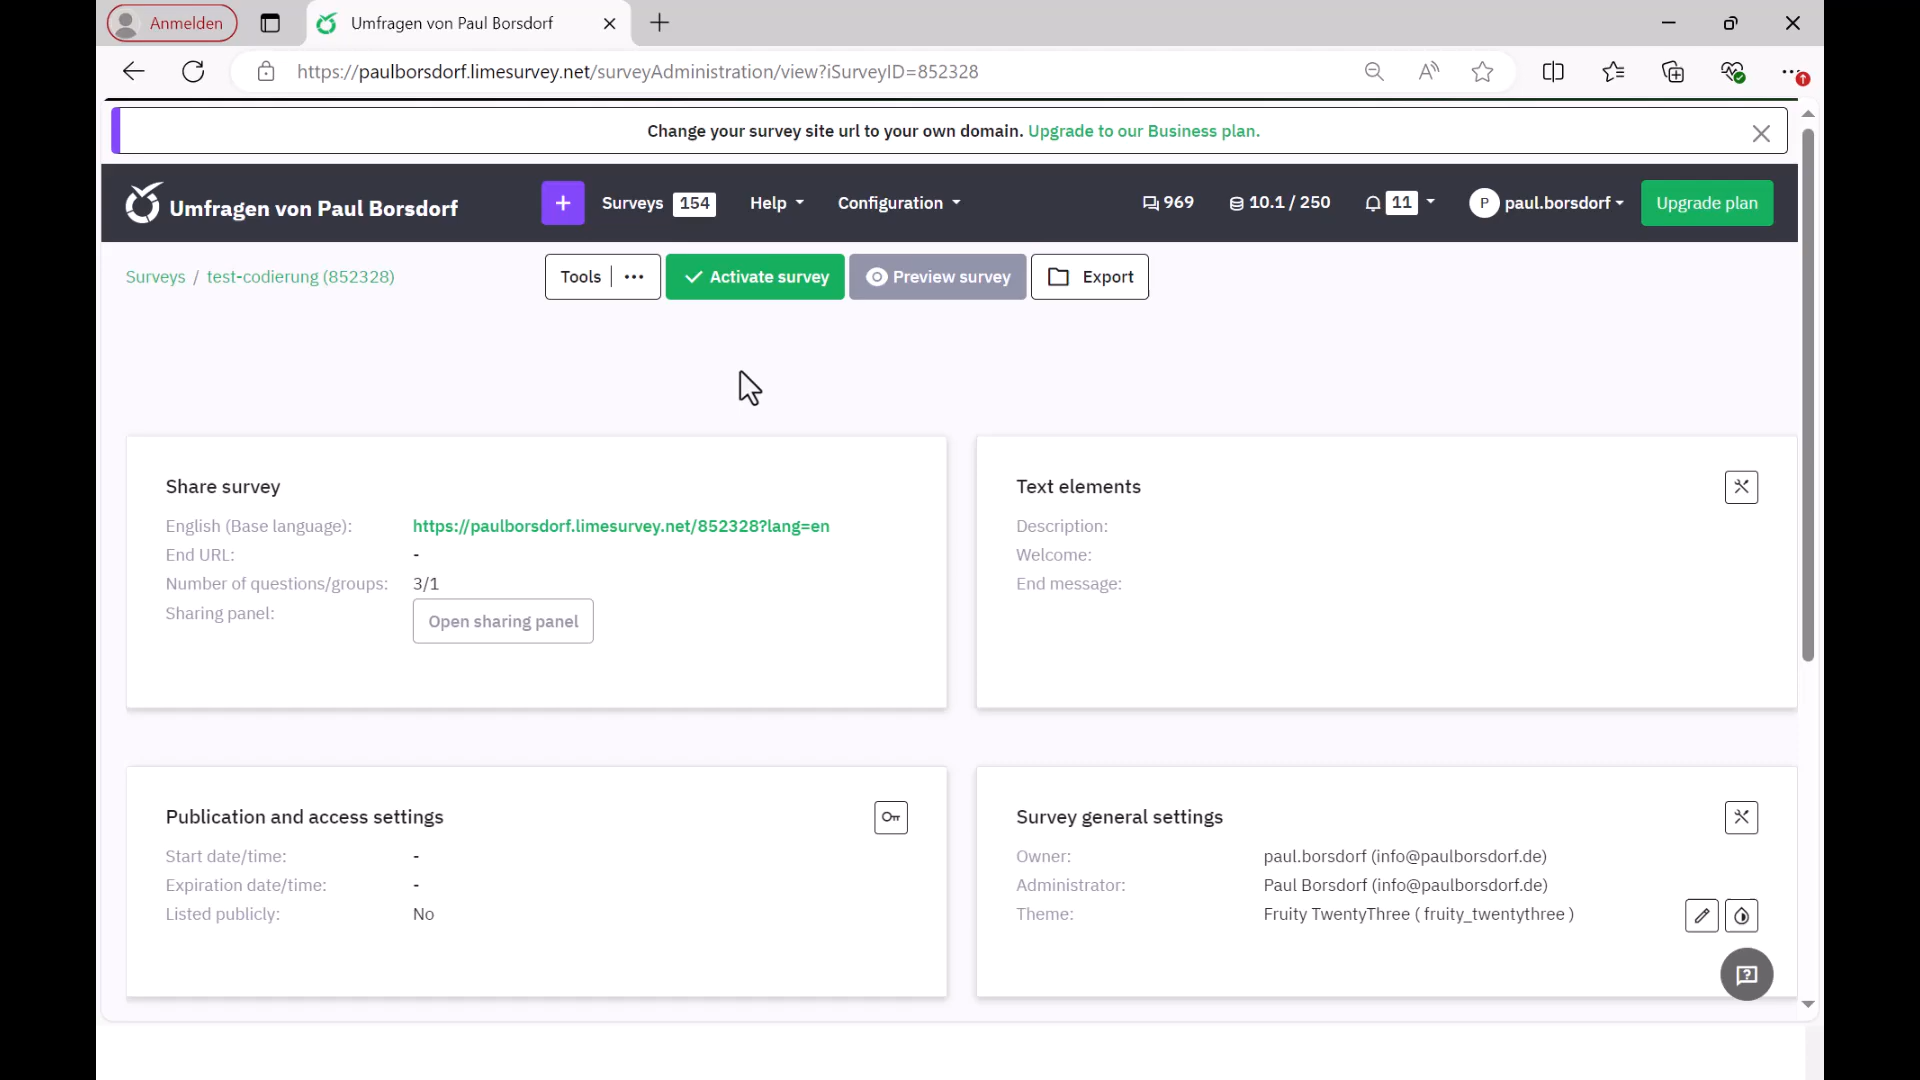 Anmelden
Umfragen von Paul Borsdorf
https://paulborsdorf.limesurvey.net/surveyAdministration/view?iSurveyID=852328
Change your survey site url to your own domain. Upgrade to our Business plan.
Umfragen von Paul Borsdorf
Surveys 154
Help
Configuration
969
10.1 / 250
11
P paul.borsdorf
Upgrade plan
Surveys / test-codierung (852328)
Tools
Activate survey
Preview survey
Export
Share survey
English (Base language): https://paulborsdorf.limesurvey.net/852328?lang=en
End URL: -
Number of questions/groups: 3/1
Sharing panel: Open sharing panel
Text elements
Description:
Welcome:
End message:
Publication and access settings
Start date/time: -
Expiration date/time: -
Listed publicly: No
Survey general settings
Owner: paul.borsdorf (info@paulborsdorf.de)
Administrator: Paul Borsdorf (info@paulborsdorf.de)
Theme: Fruity TwentyThree ( fruity_twentythree )